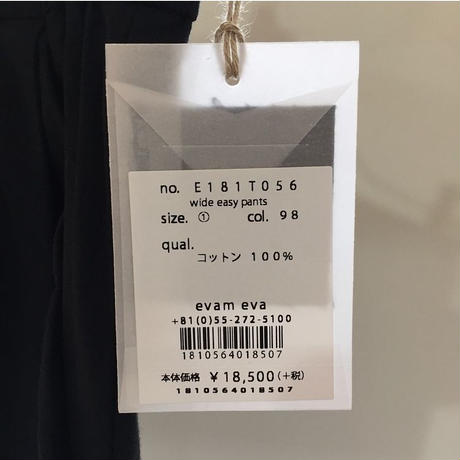 no. E181T056
wide easy pants
size. ① col. 98
qual.
コットン 100%
evam eva
+81(0)55-272-5100
1810564018507
本体価格 ¥18,500(+税)
1810564018507